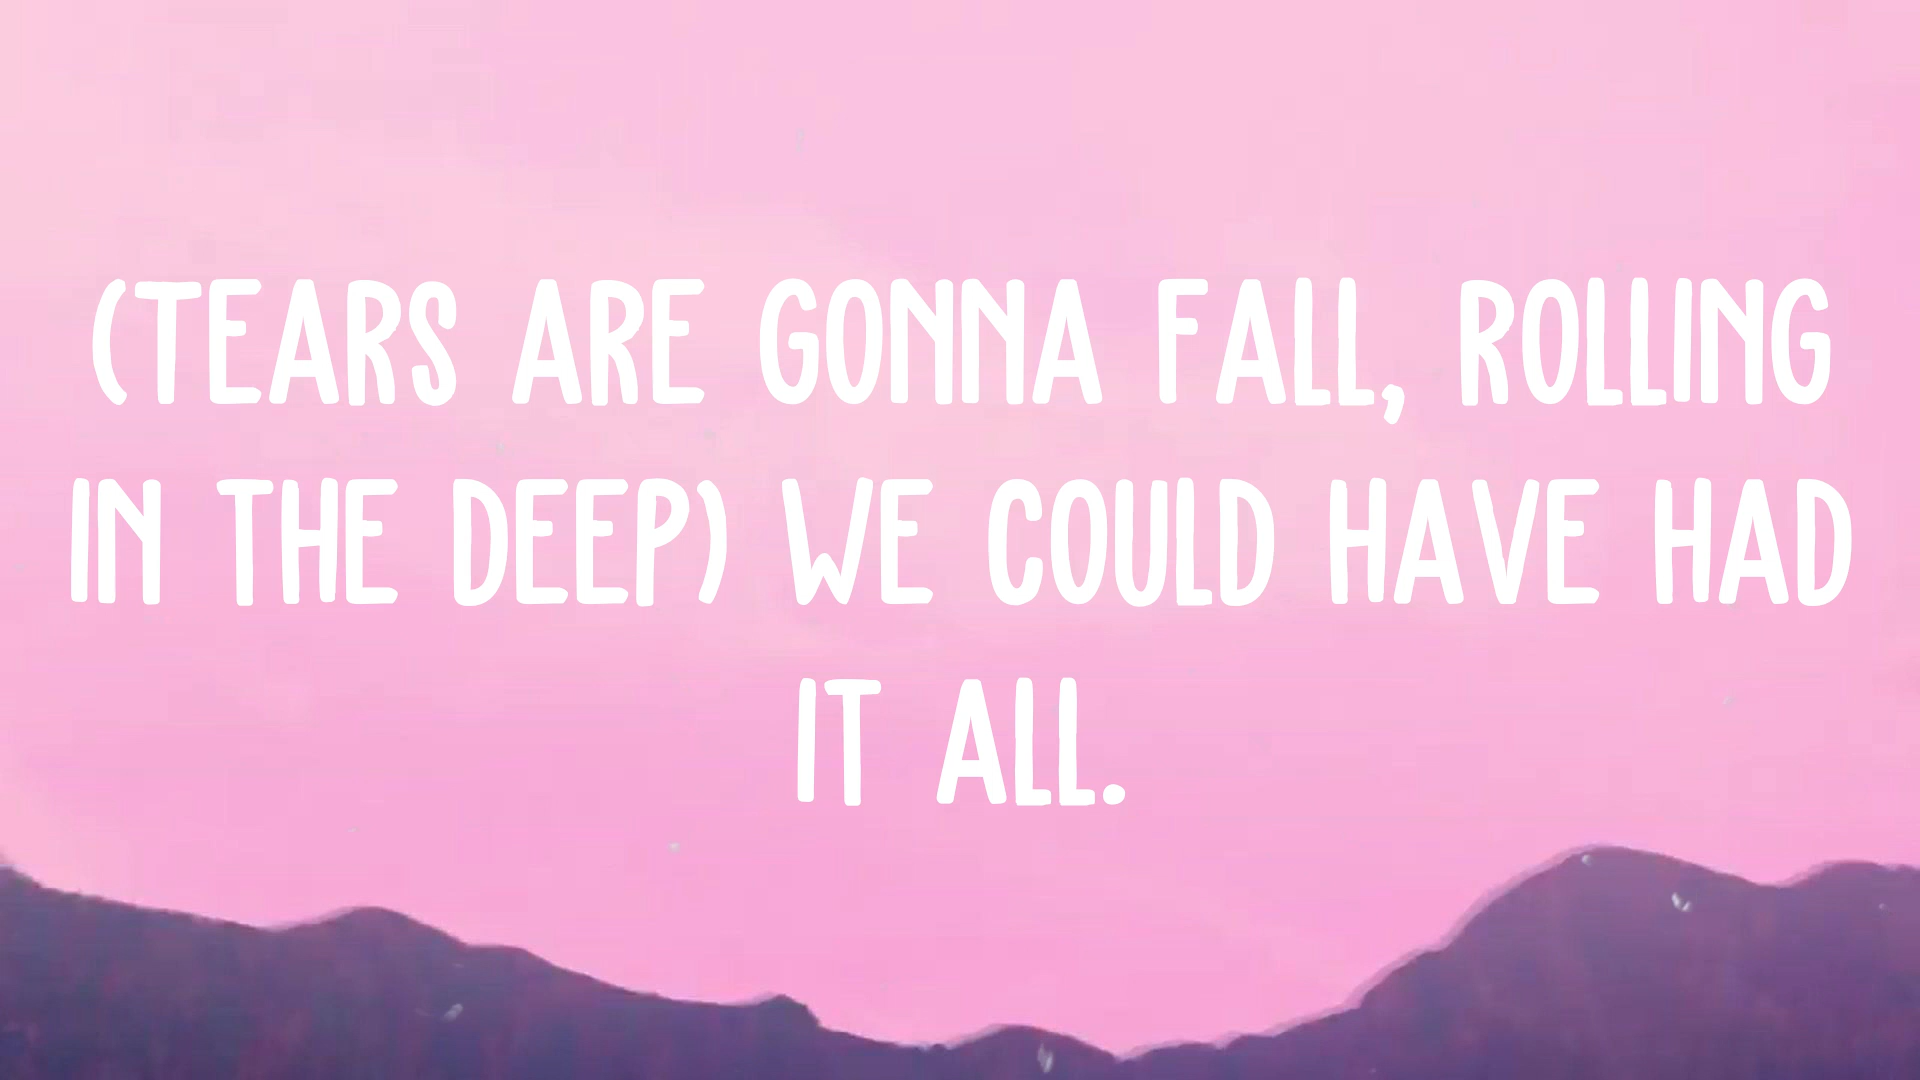 (TEARS ARE GONNA FALL, ROLLING
IN THE DEEP) WE COULD HAVE HAD
IT ALL.